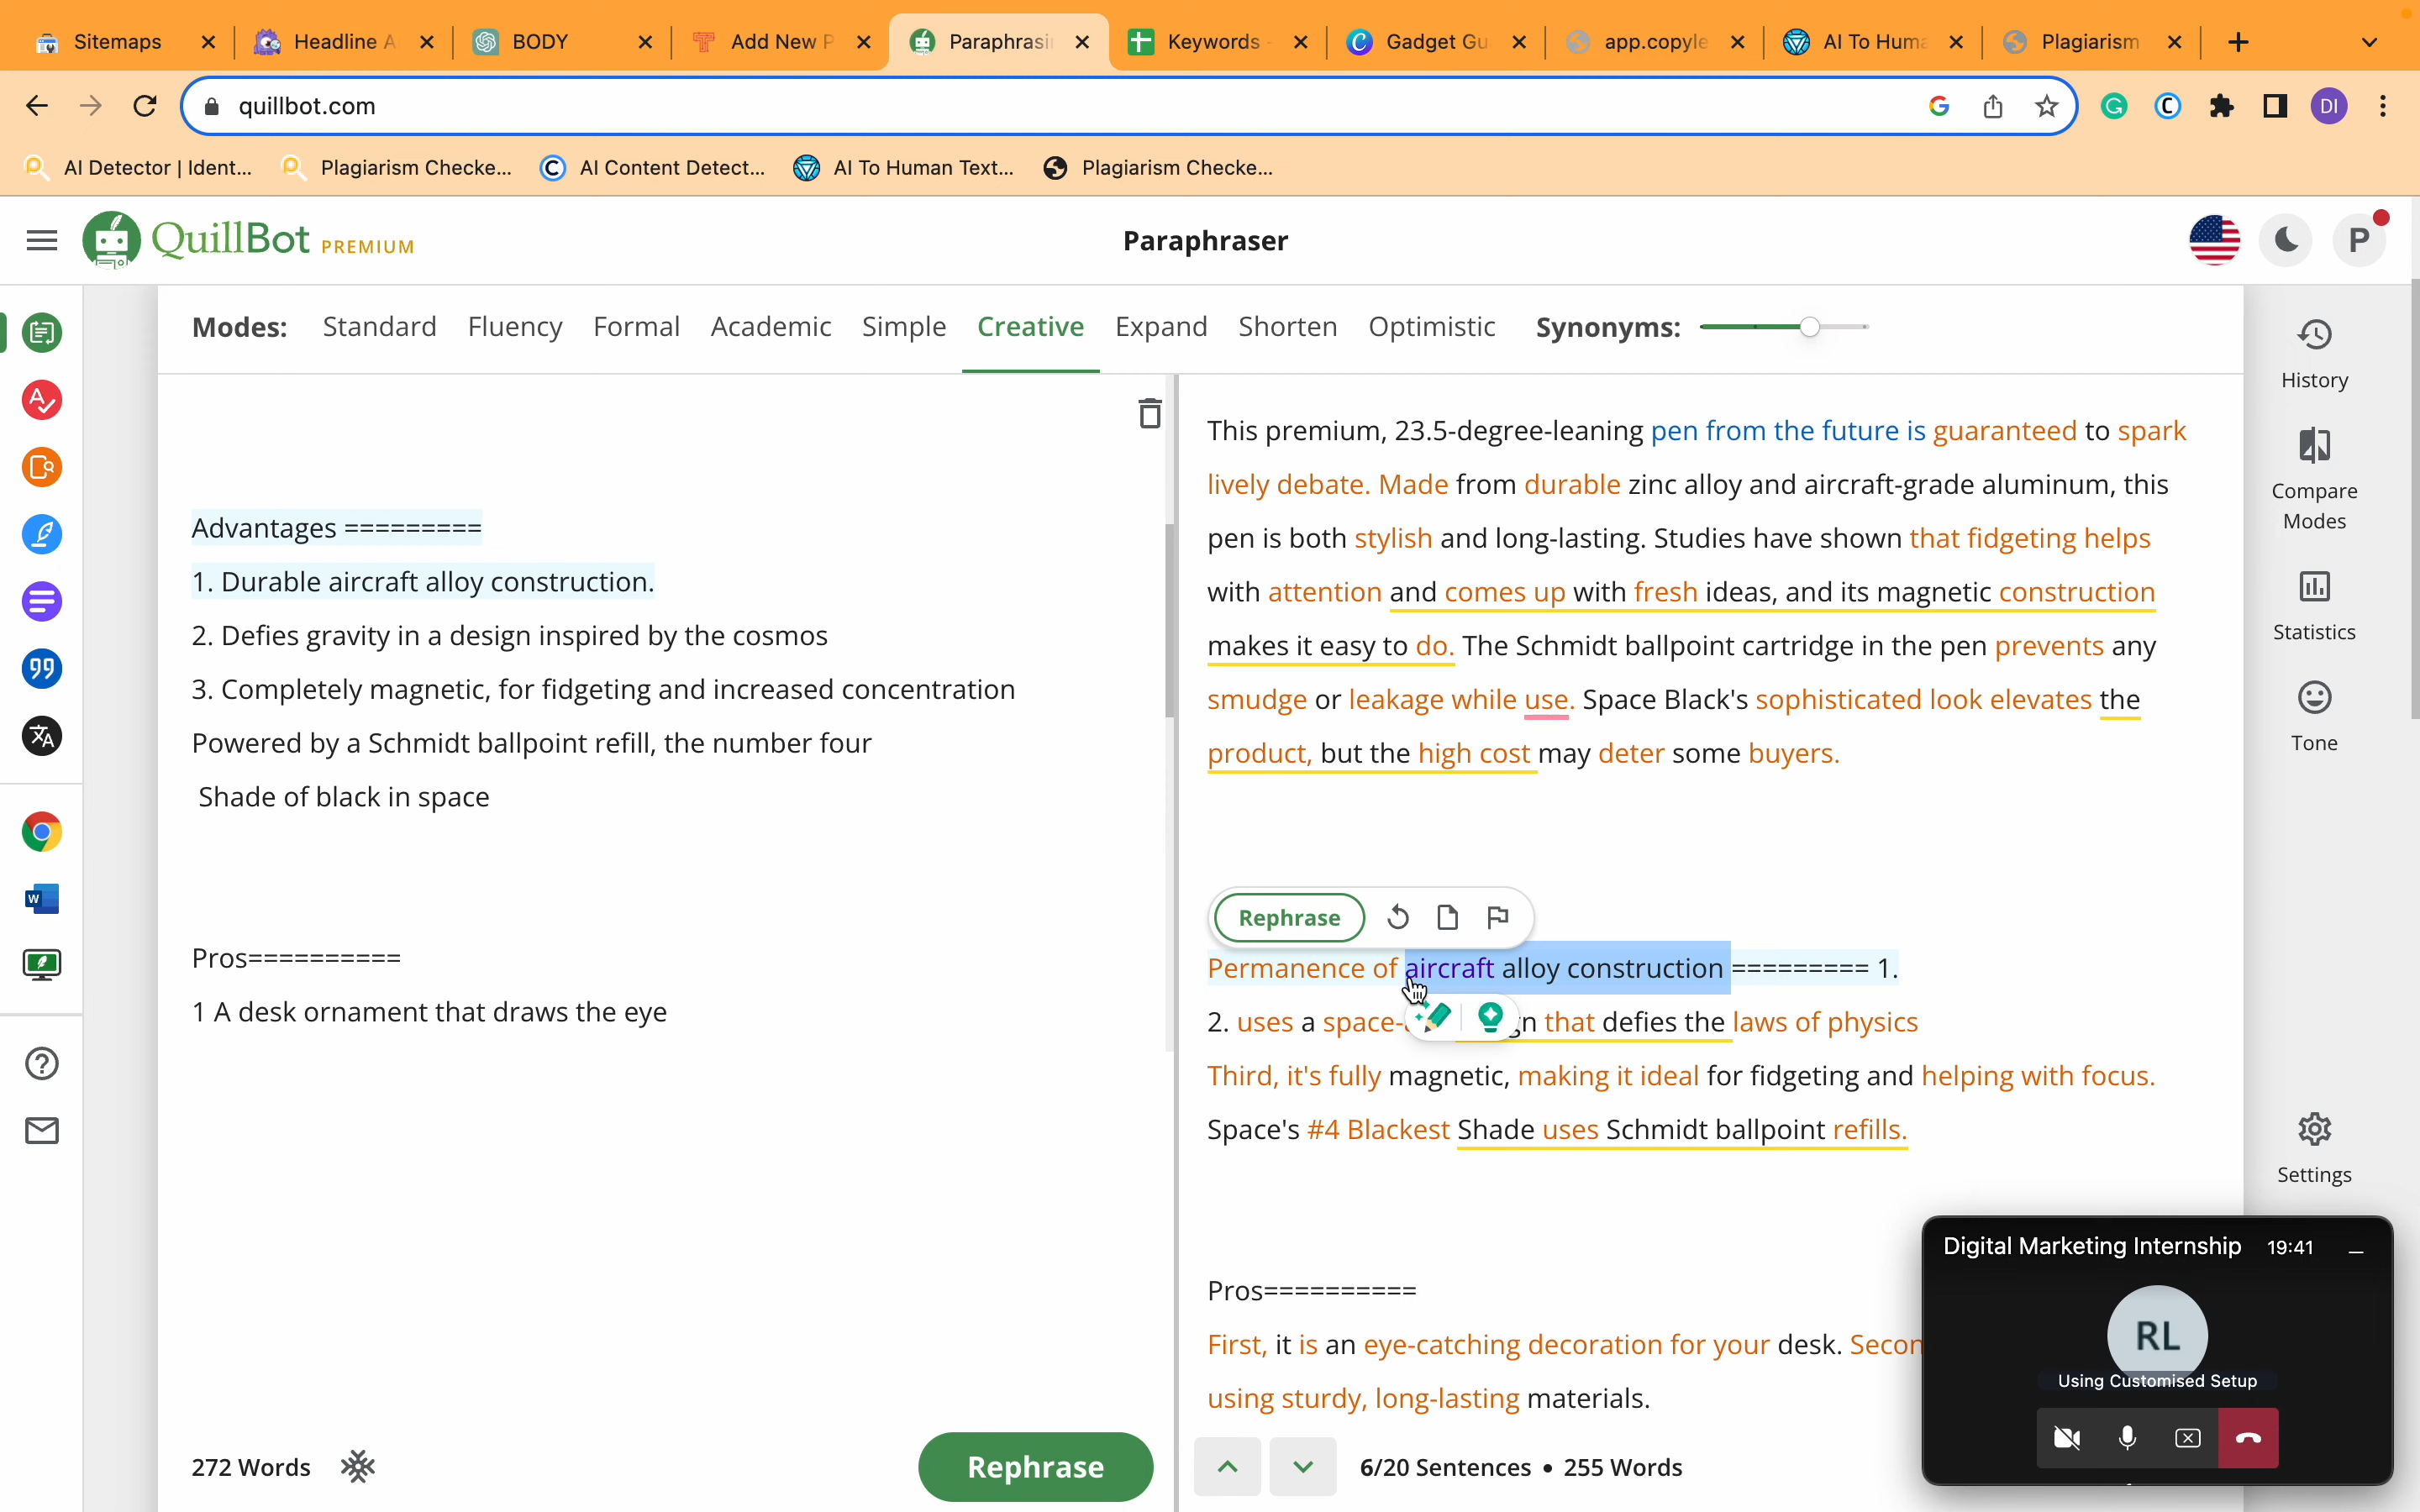 Sitemaps
Headline A
BODY
Add New P
Paraphrasi
Keywords -
Gadget Gu
app.copyle
AI To Huma
Plagiarism
quillbot.com
DI
AI Detector | Ident...
Plagiarism Checke...
AI Content Detect...
AI To Human Text...
Plagiarism Checke...
QuillBot PREMIUM
Paraphraser
P
Modes: Standard Fluency Formal Academic Simple Creative Expand Shorten Optimistic Synonyms:
Advantages =========
1. Durable aircraft alloy construction.
2. Defies gravity in a design inspired by the cosmos
3. Completely magnetic, for fidgeting and increased concentration
Powered by a Schmidt ballpoint refill, the number four
Shade of black in space
Pros==========
1 A desk ornament that draws the eye
272 Words
Rephrase
This premium, 23.5-degree-leaning pen from the future is guaranteed to spark
lively debate. Made from durable zinc alloy and aircraft-grade aluminum, this
pen is both stylish and long-lasting. Studies have shown that fidgeting helps
with attention and comes up with fresh ideas, and its magnetic construction
makes it easy to do. The Schmidt ballpoint cartridge in the pen prevents any
smudge or leakage while use. Space Black's sophisticated look elevates the
product, but the high cost may deter some buyers.
Rephrase
Permanence of aircraft alloy construction ========= 1.
2. uses a space- gn that defies the laws of physics
Third, it's fully magnetic, making it ideal for fidgeting and helping with focus.
Space's #4 Blackest Shade uses Schmidt ballpoint refills.
Pros==========
First, it is an eye-catching decoration for your desk. Secon
using sturdy, long-lasting materials.
6/20 Sentences • 255 Words
History
Compare
Modes
Statistics
Tone
Settings
Digital Marketing Internship 19:41
RL
Using Customised Setup